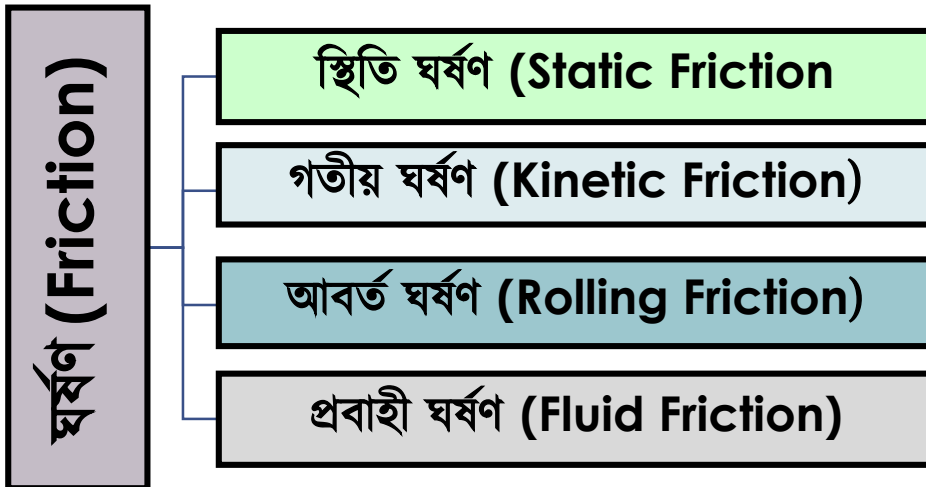 ঘর্ষণ (Friction)
স্থিতি ঘর্ষণ (Static Friction
গতীয় ঘর্ষণ (Kinetic Friction)
আবর্ত ঘর্ষণ (Rolling Friction)
প্রবাহী ঘর্ষণ (Fluid Friction)